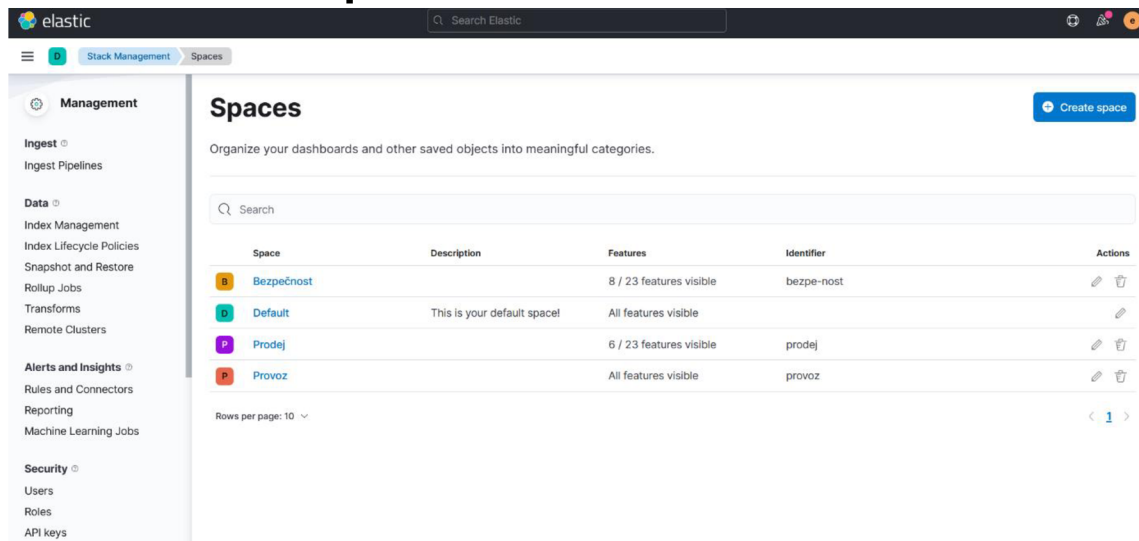 elastic
Search Elastic
e
D
Stack Management
Spaces
Management
Ingest
Ingest Pipelines
Data
Index Management
Index Lifecycle Policies
Snapshot and Restore
Rollup Jobs
Transforms
Remote Clusters
Alerts and Insights
Rules and Connectors
Reporting
Machine Learning Jobs
Security
Users
Roles
API keys
Spaces
Create space
Organize your dashboards and other saved objects into meaningful categories.
Search
Space Description Features Identifier Actions
B Bezpečnost 8 / 23 features visible bezpe-nost
D Default This is your default space! All features visible
P Prodej 6 / 23 features visible prodej
P Provoz All features visible provoz
Rows per page: 10
1